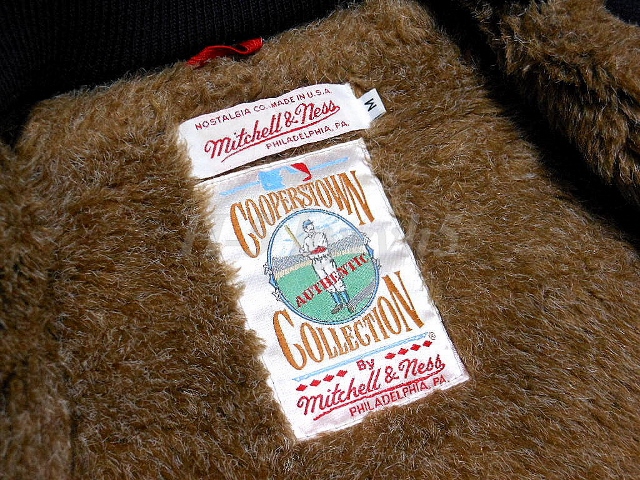 NOSTALGIA CO. MADE IN U.S.A.
Mitchell & Ness
PHILADELPHIA, PA.
M
COOPERSTOWN
AUTHENTIC
COLLECTION®
By
Mitchell & Ness
PHILADELPHIA, PA.